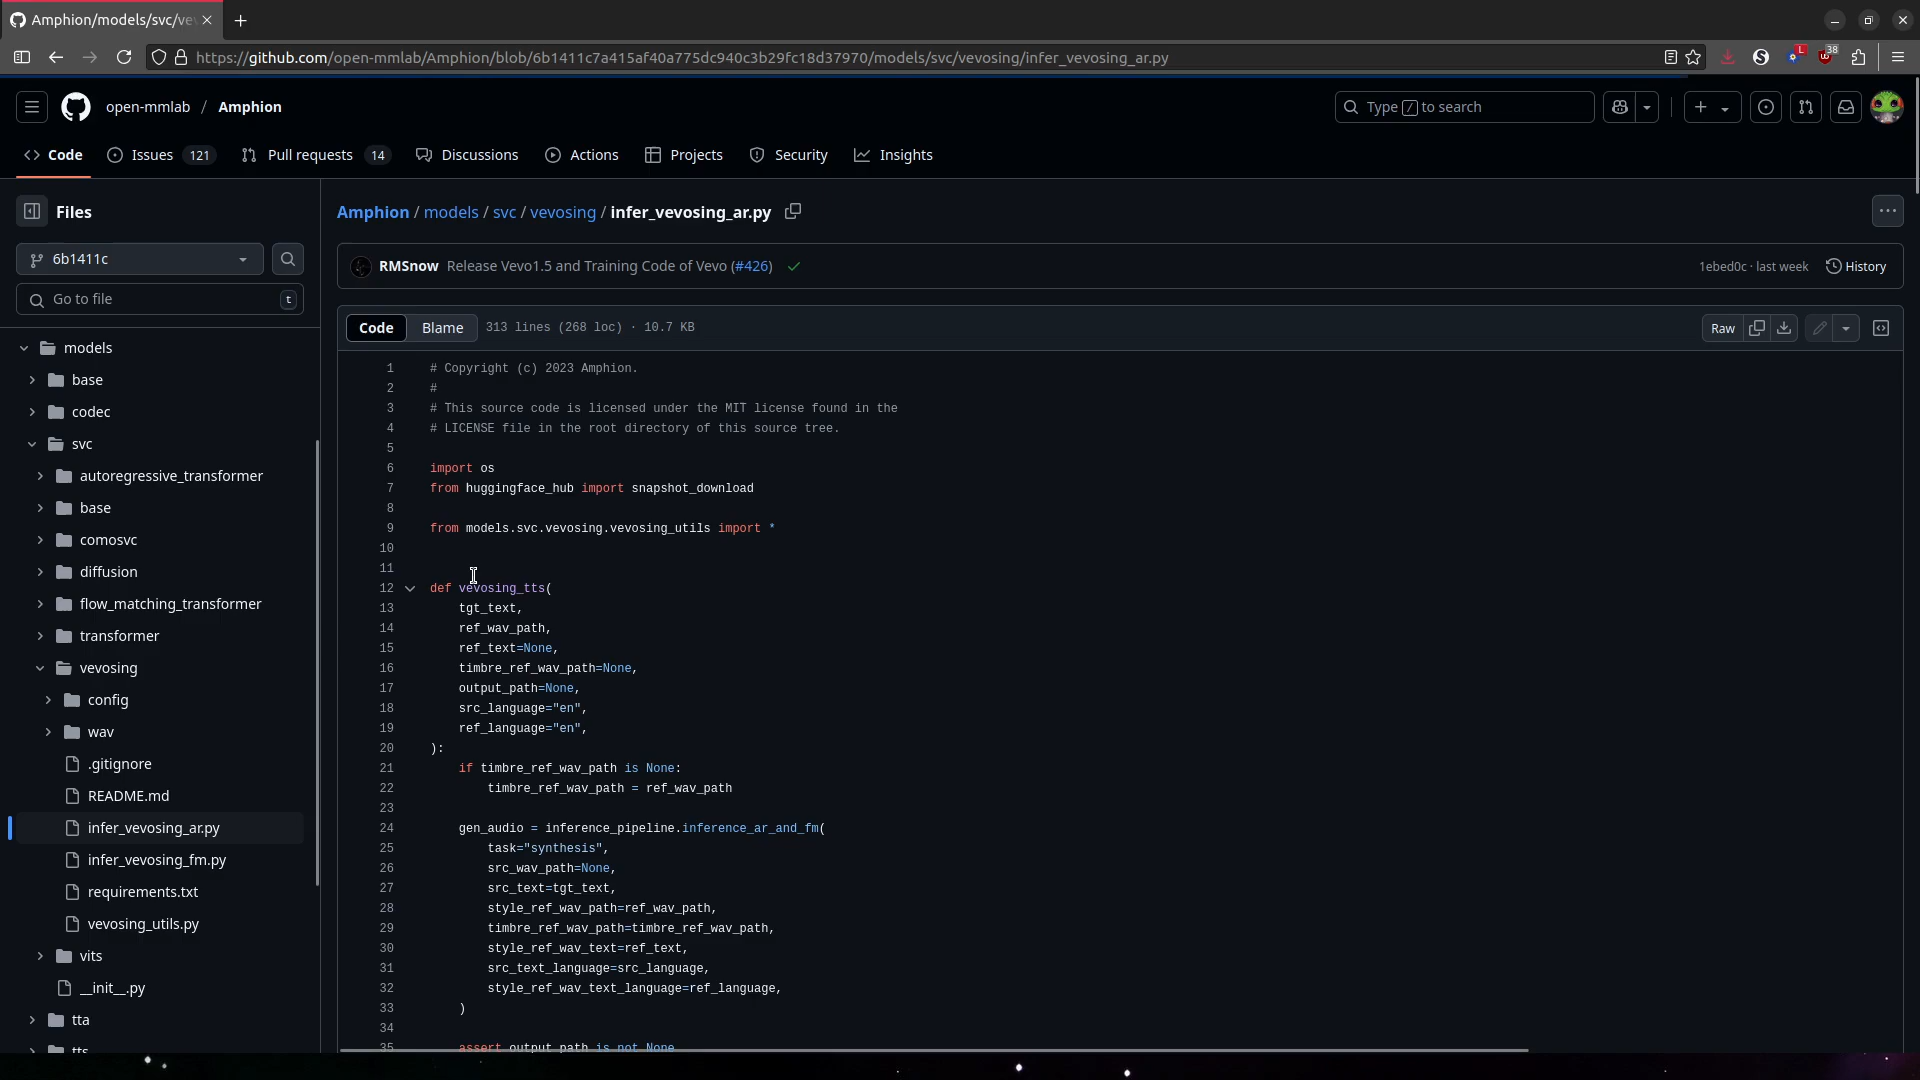 Amphion/models/svc/ve
https://github.com/open-mmlab/Amphion/blob/6b1411c7a415af40a775dc940c3b29fc18d37970/models/svc/vevosing/infer_vevosing_ar.py
L
38
open-mmlab / Amphion
Type / to search
Code
Issues 121
Pull requests 14
Discussions
Actions
Projects
Security
Insights
Files
6b1411c
Go to file
t
models
base
codec
svc
autoregressive_transformer
base
comosvc
diffusion
flow_matching_transformer
transformer
vevosing
config
wav
.gitignore
README.md
infer_vevosing_ar.py
infer_vevosing_fm.py
requirements.txt
vevosing_utils.py
vits
__init__.py
tta
tts
Amphion / models / svc / vevosing / infer_vevosing_ar.py
RMSnow Release Vevo1.5 and Training Code of Vevo (#426)
1ebed0c · last week
History
Code Blame 313 lines (268 loc) · 10.7 KB
Raw
1 # Copyright (c) 2023 Amphion.
2 #
3 # This source code is licensed under the MIT license found in the
4 # LICENSE file in the root directory of this source tree.
5
6 import os
7 from huggingface_hub import snapshot_download
8
9 from models.svc.vevosing.vevosing_utils import *
10
11
12 def vevosing_tts(
13 tgt_text,
14 ref_wav_path,
15 ref_text=None,
16 timbre_ref_wav_path=None,
17 output_path=None,
18 src_language="en",
19 ref_language="en",
20 ):
21 if timbre_ref_wav_path is None:
22 timbre_ref_wav_path = ref_wav_path
23
24 gen_audio = inference_pipeline.inference_ar_and_fm(
25 task="synthesis",
26 src_wav_path=None,
27 src_text=tgt_text,
28 style_ref_wav_path=ref_wav_path,
29 timbre_ref_wav_path=timbre_ref_wav_path,
30 style_ref_wav_text=ref_text,
31 src_text_language=src_language,
32 style_ref_wav_text_language=ref_language,
33 )
34
35 assert output_path is not None